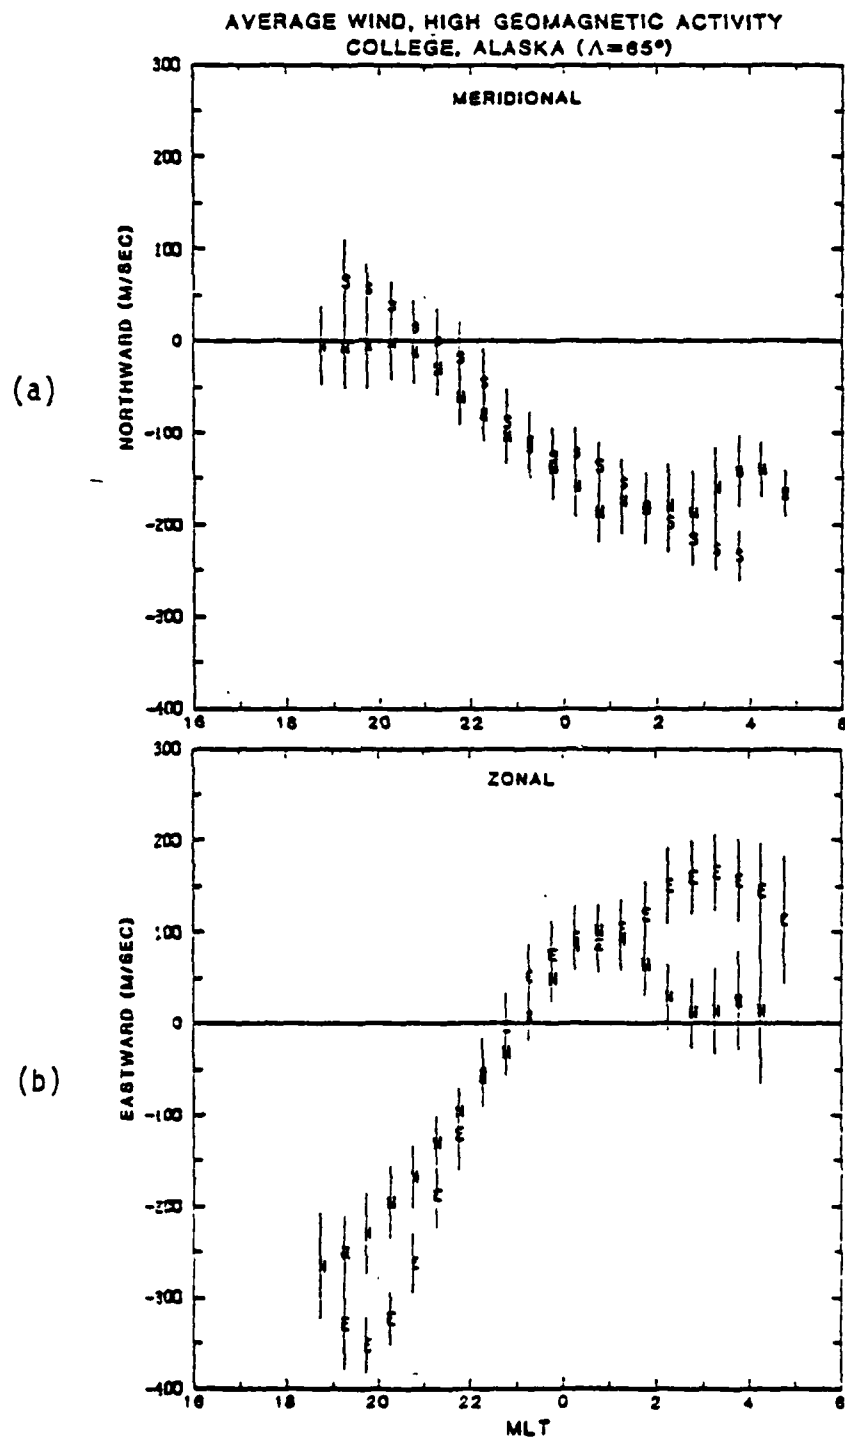 AVERAGE WIND, HIGH GEOMAGNETIC ACTIVITY
COLLEGE, ALASKA (Λ=65°)
(a)
NORTHWARD (M/SEC)
MERIDIONAL
300
200
100
0
-100
-200
-300
-400
16 18 20 22 0 2 4 6
(b)
EASTWARD (M/SEC)
ZONAL
300
200
100
0
-100
-200
-300
-400
16 18 20 22 0 2 4 6
MLT